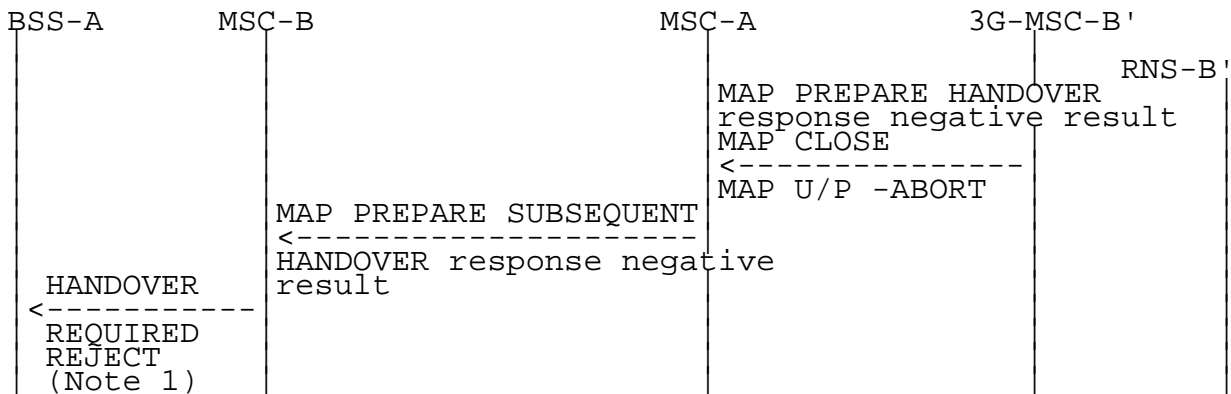 BSS-A MSC-B MSC-A 3G-MSC-B'
RNS-B'
MAP PREPARE HANDOVER
response negative result
MAP CLOSE
MAP U/P -ABORT
MAP PREPARE SUBSEQUENT
HANDOVER response negative
result
HANDOVER
REQUIRED
REJECT
(Note 1)